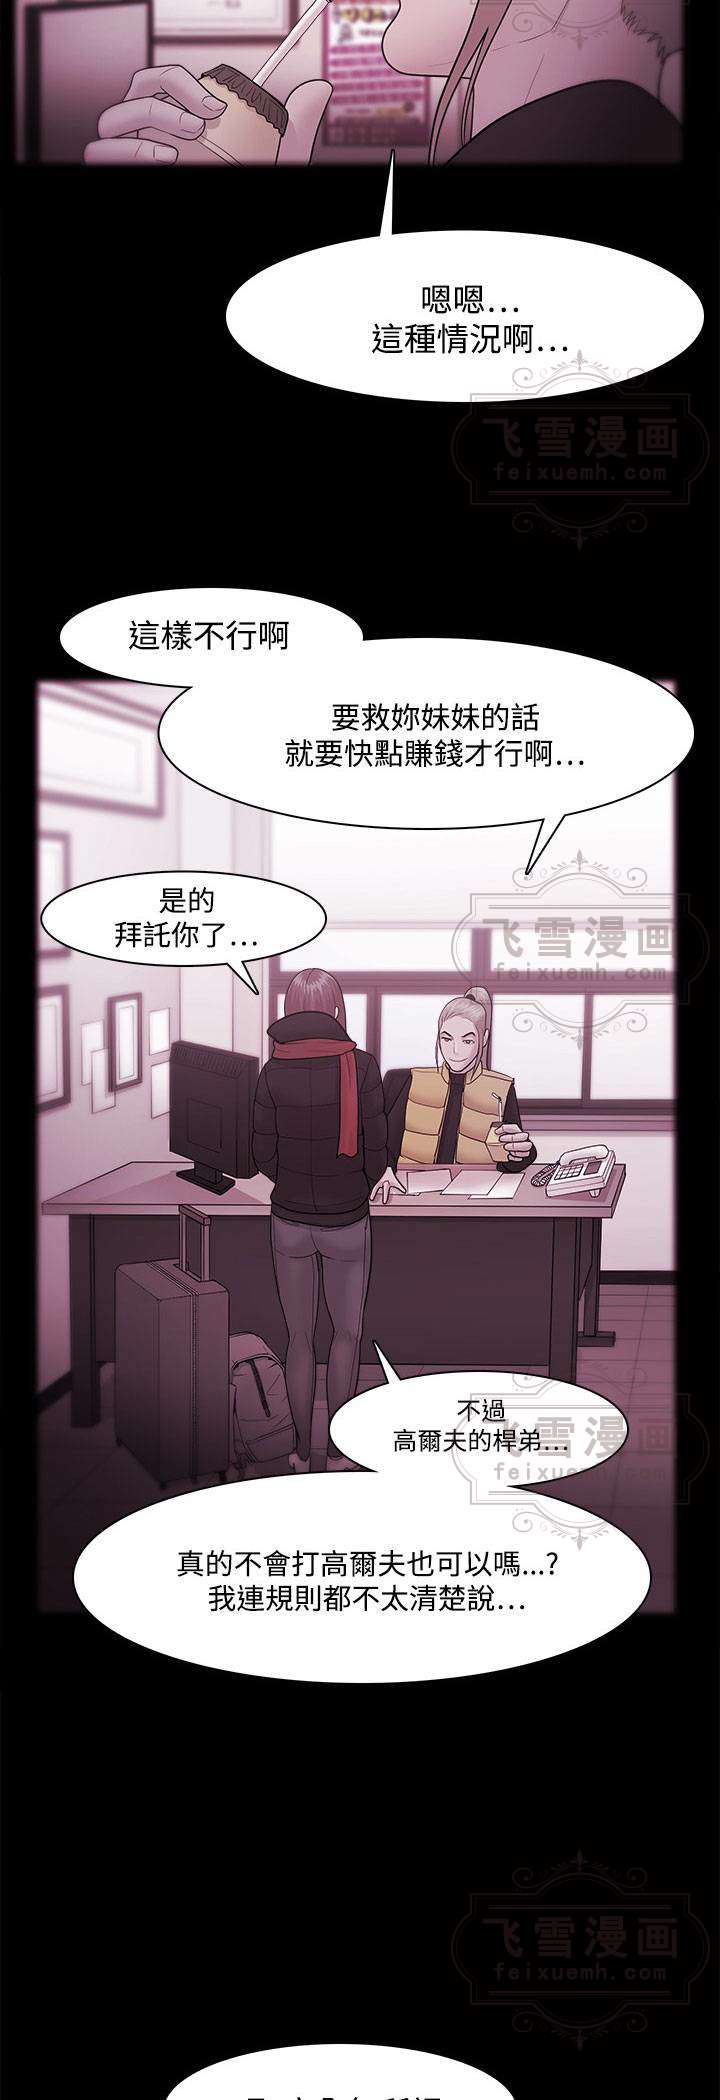 嗯嗯...
這種情況啊...
飞雪漫画
feixuemh.com
這樣不行啊
要救妳妹妹的話
就要快點賺錢才行啊...
是的
拜託你了...
飞雪漫画
feixuemh.com
不過
高爾夫的桿弟...
飞雪漫画
feixuemh.com
真的不會打高爾夫也可以嗎...?
我連規則都不太清楚說...
飞雪漫画
feixuemh.com